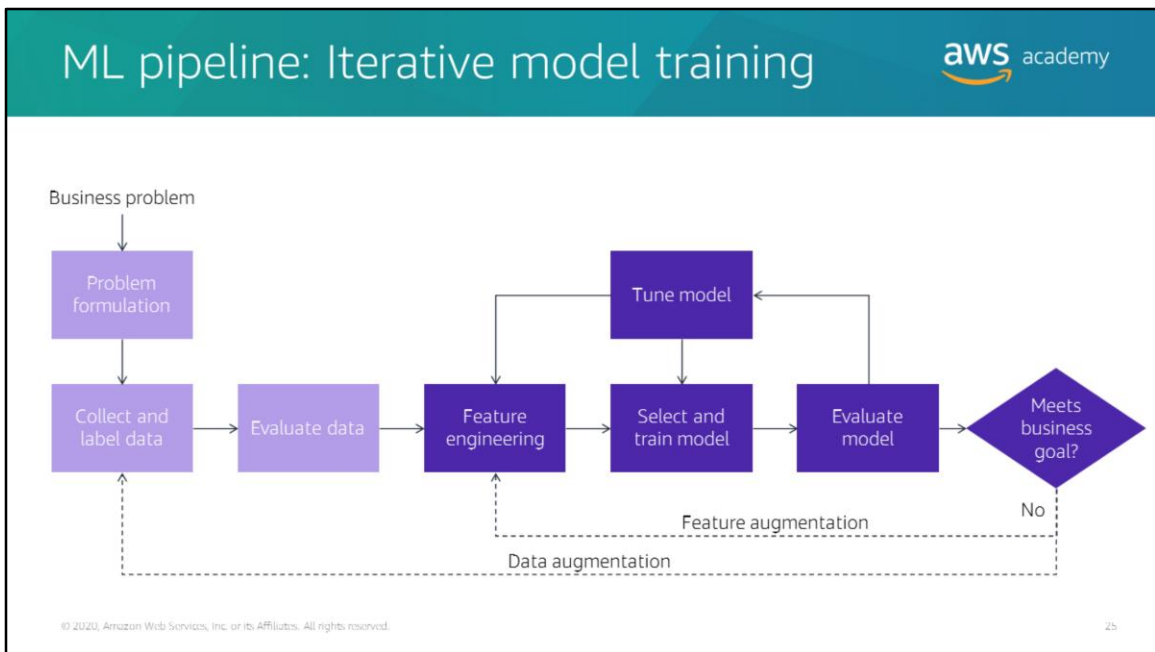 ML pipeline: Iterative model training
aws academy
Business problem
Problem
formulation
Tune model
Collect and
label data
Evaluate data
Feature
engineering
Select and
train model
Evaluate
model
Meets
business
goal?
No
Feature augmentation
Data augmentation
© 2020, Amazon Web Services, Inc. or its Affiliates. All rights reserved.
25